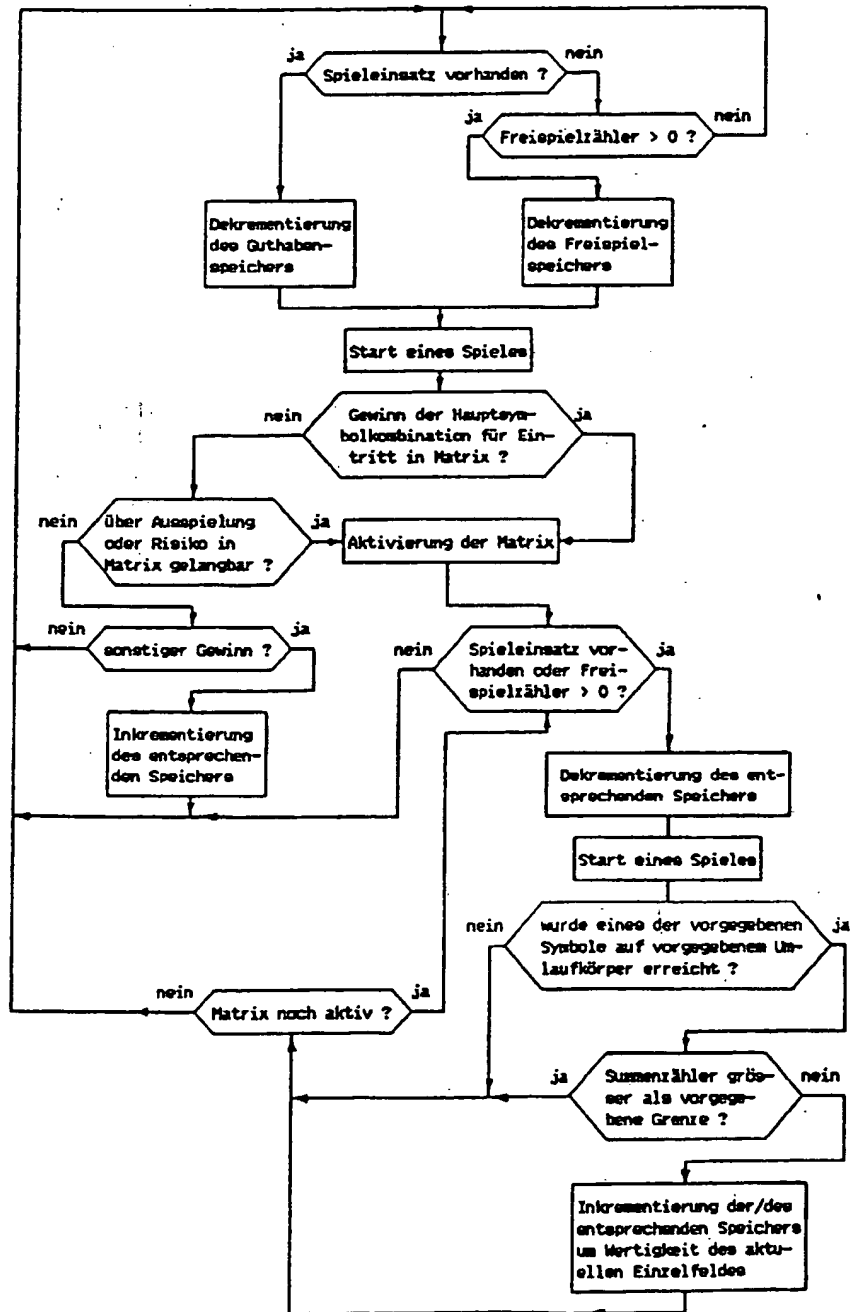 ja
nein
Spieleinsatz vorhanden ?
ja
nein
Freispielzähler > 0 ?
Dekrementierung
des Guthaben-
speichers
Dekrementierung
des Freispiel-
speichers
Start eines Spieles
nein
Gewinn der Hauptsym-
bolkombination für Ein-
tritt in Matrix ?
ja
nein
über Ausspielung
oder Risiko in
Matrix gelangbar ?
ja
Aktivierung der Matrix
nein
sonstiger Gewinn ?
ja
nein
Spieleinsatz vor-
handen oder Frei-
spielzähler > 0 ?
ja
Inkrementierung
des entsprechen-
den Speichers
Dekrementierung des ent-
sprechenden Speichers
Start eines Spieles
nein
wurde eines der vorgegebenen
Symbole auf vorgegebenem Um-
laufkörper erreicht ?
ja
nein
Matrix noch aktiv ?
ja
ja
Summenzähler grös-
ser als vorgege-
bene Grenze ?
nein
Inkrementierung der/des
entsprechenden Speichers
um Wertigkeit des aktu-
ellen Einzelfeldes